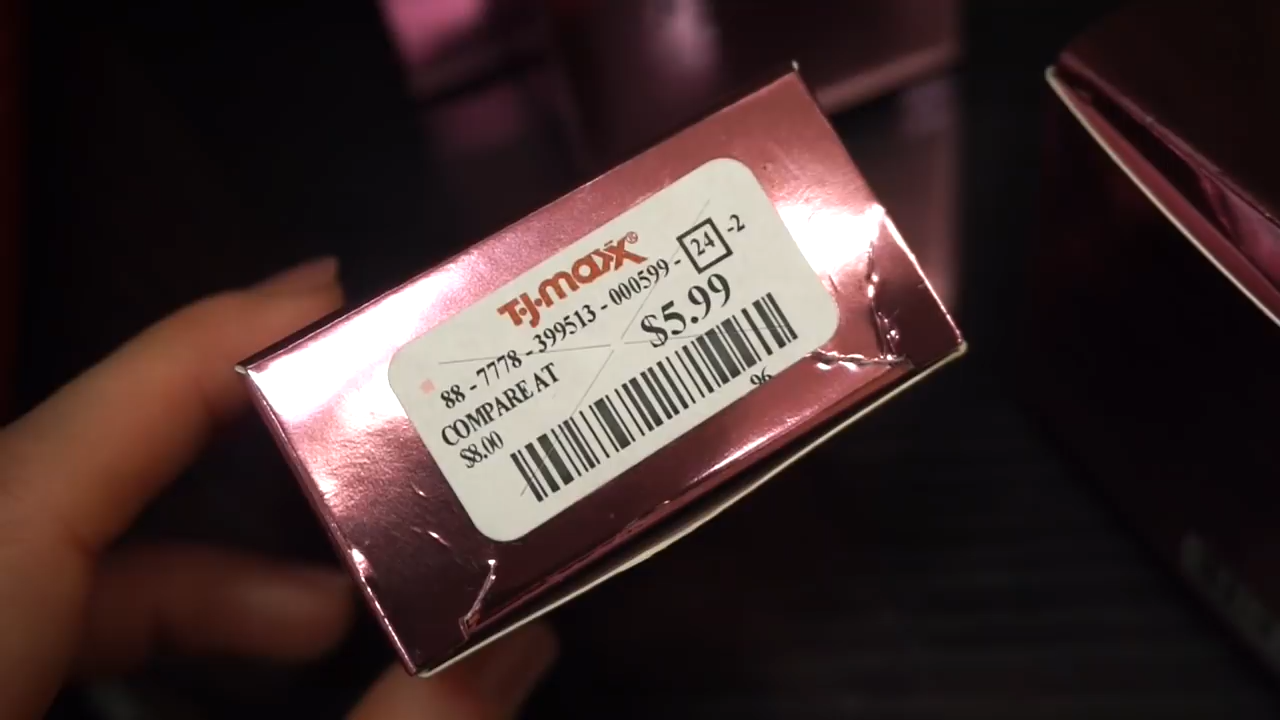 T·J·maxx®
88 - 7778 - 399513 - 000599 - 24 -2
COMPARE AT
$8.00
$5.99
96